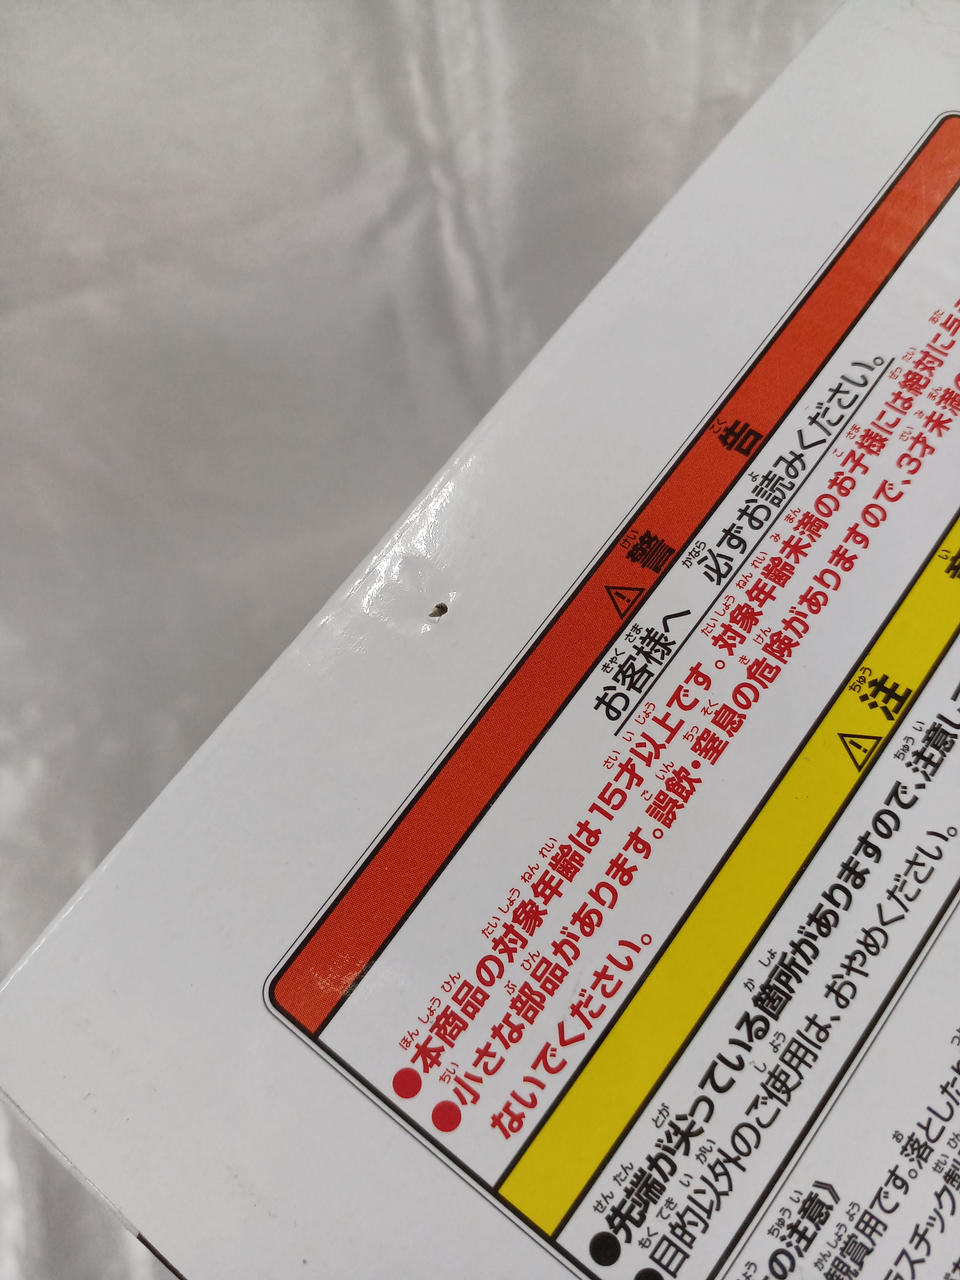 ⚠警告
お客様へ 必ずお読みください。
●本商品の対象年齢は15才以上です。対象年齢未満のお子様には絶対に与
●小さな部品があります。誤飲・窒息の危険がありますので、3才未満の
ないでください。
⚠注意
●先端が尖っている箇所がありますので、注意し
●目的以外のご使用は、おやめください。
の注意》
観賞用です。落としたり
ラスチック製